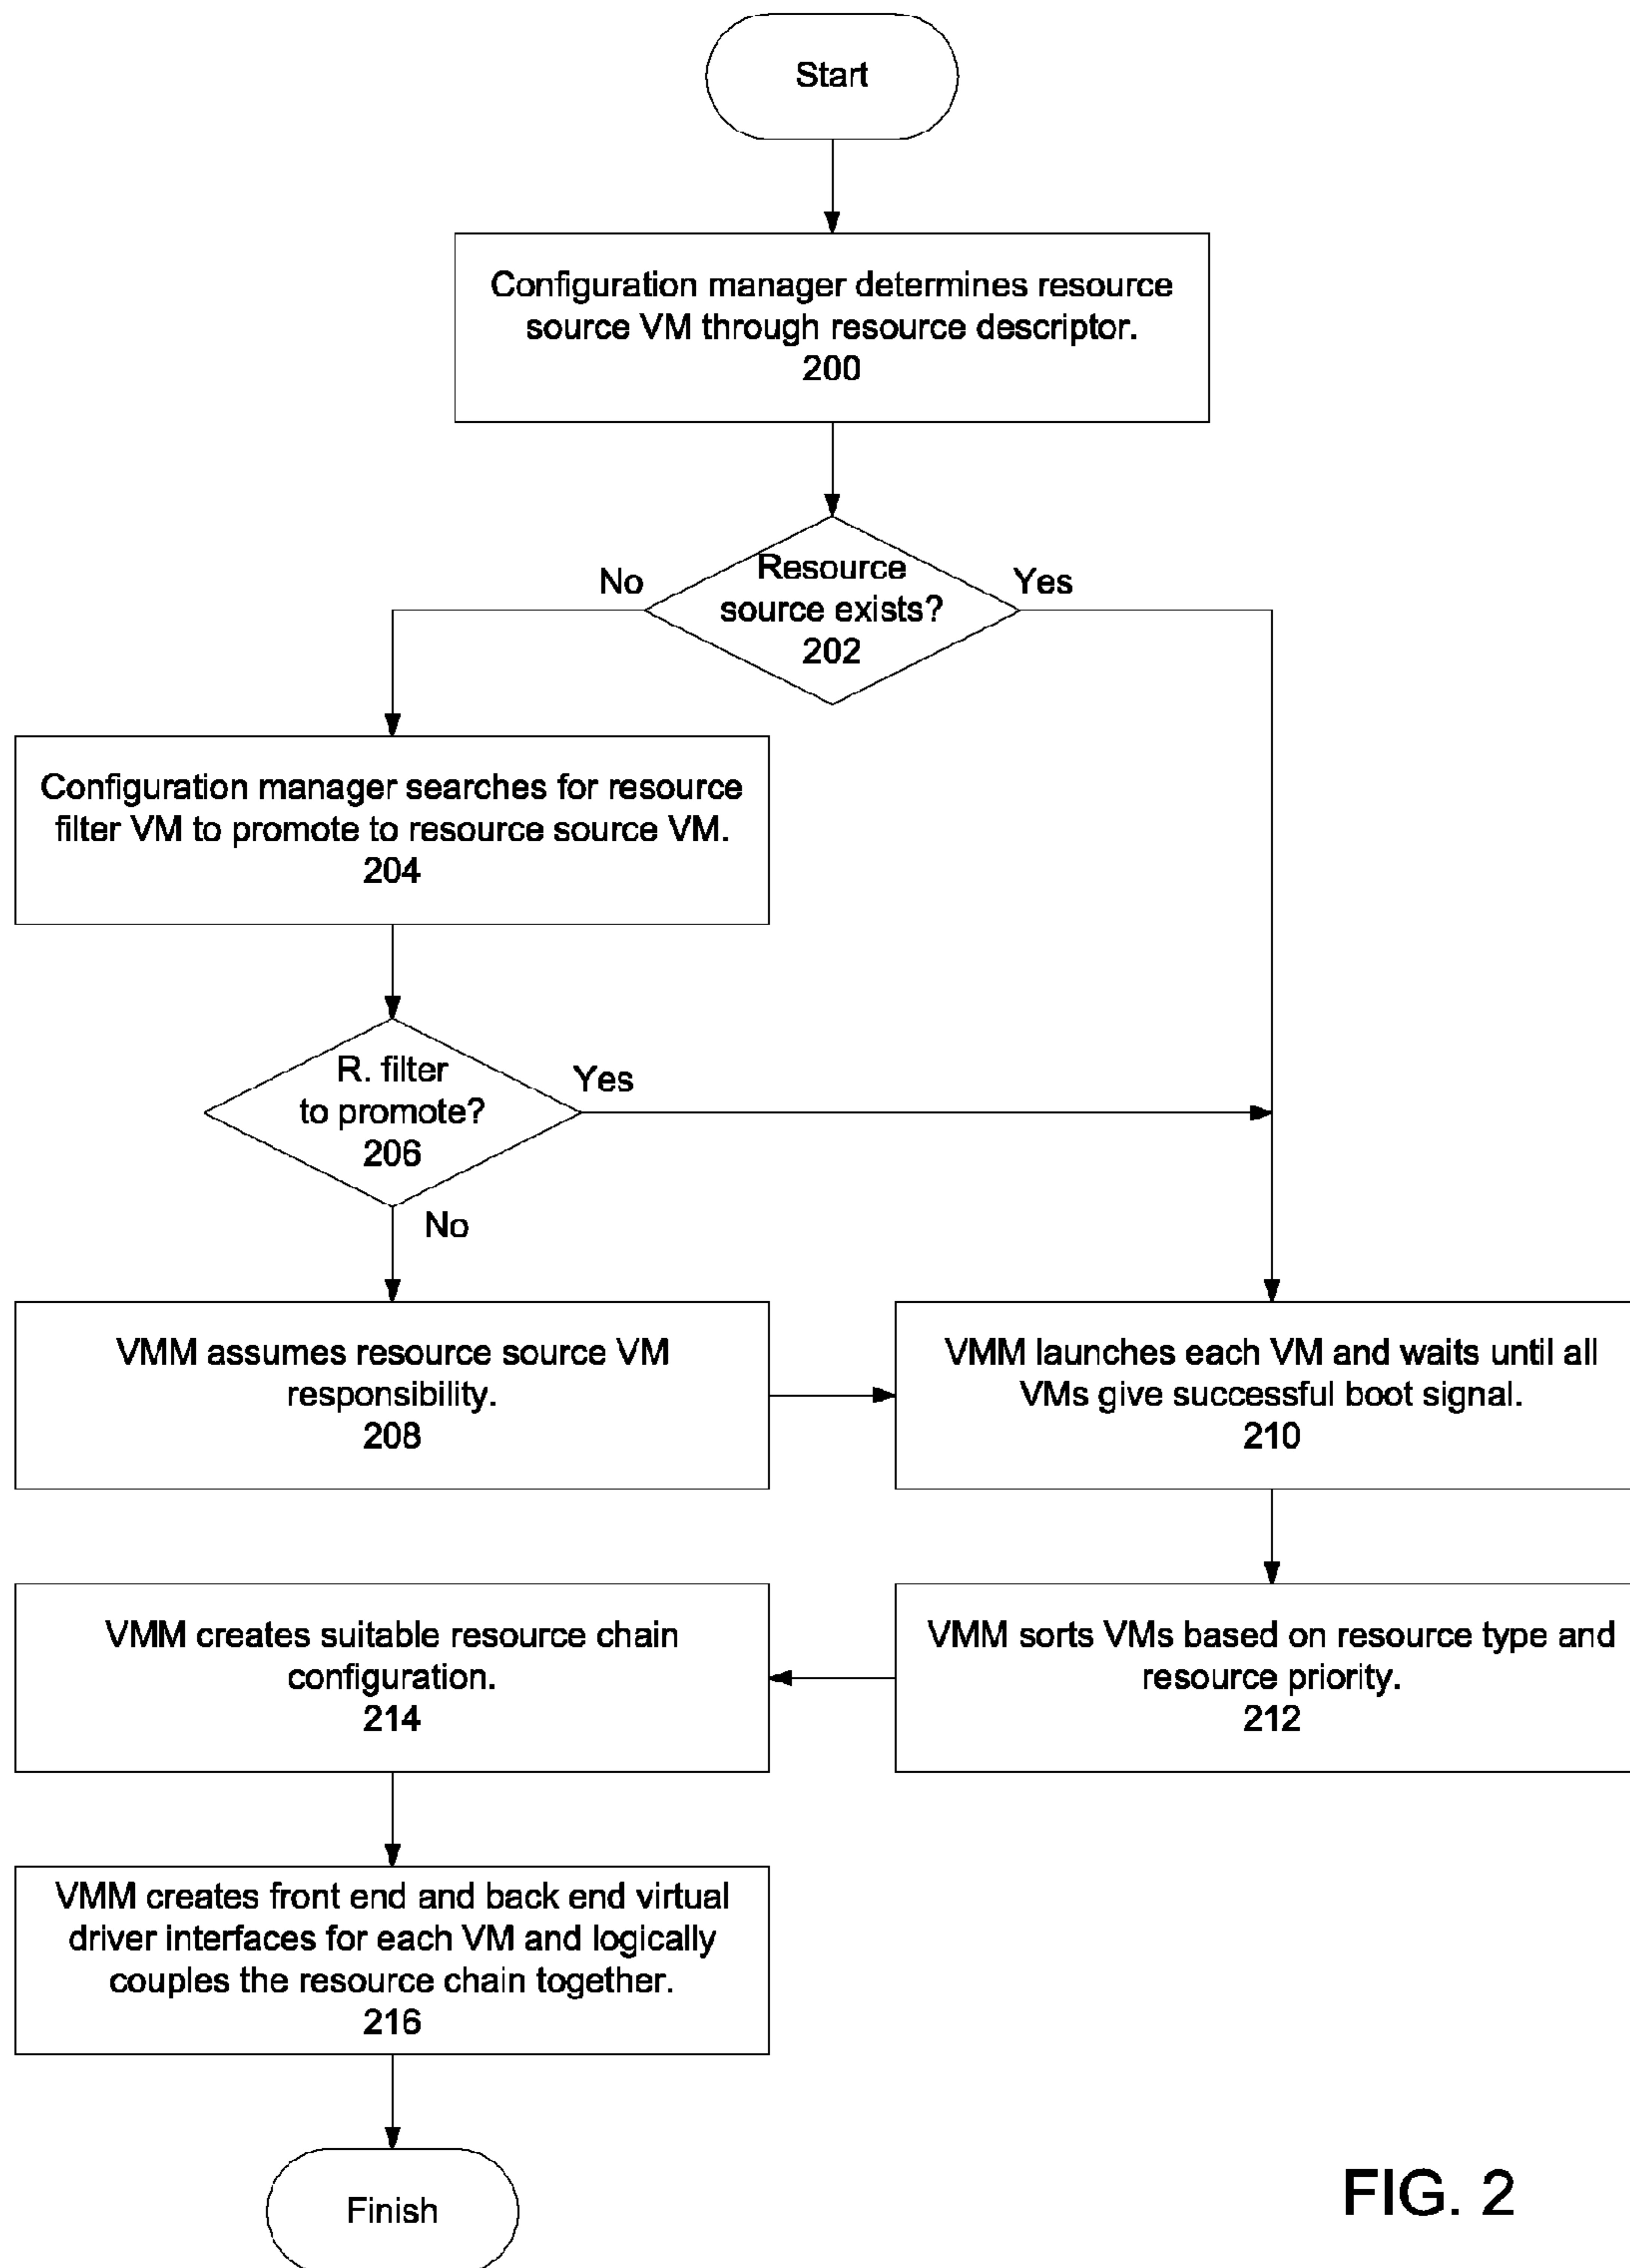 Start
Configuration manager determines resource
source VM through resource descriptor.
200
No
Yes
Resource
source exists?
202
Configuration manager searches for resource
filter VM to promote to resource source VM.
204
R. filter
to promote?
206
Yes
No
VMM assumes resource source VM
responsibility.
208
VMM launches each VM and waits until all
VMs give successful boot signal.
210
VMM sorts VMs based on resource type and
resource priority.
212
VMM creates suitable resource chain
configuration.
214
VMM creates front end and back end virtual
driver interfaces for each VM and logically
couples the resource chain together.
216
Finish
FIG. 2